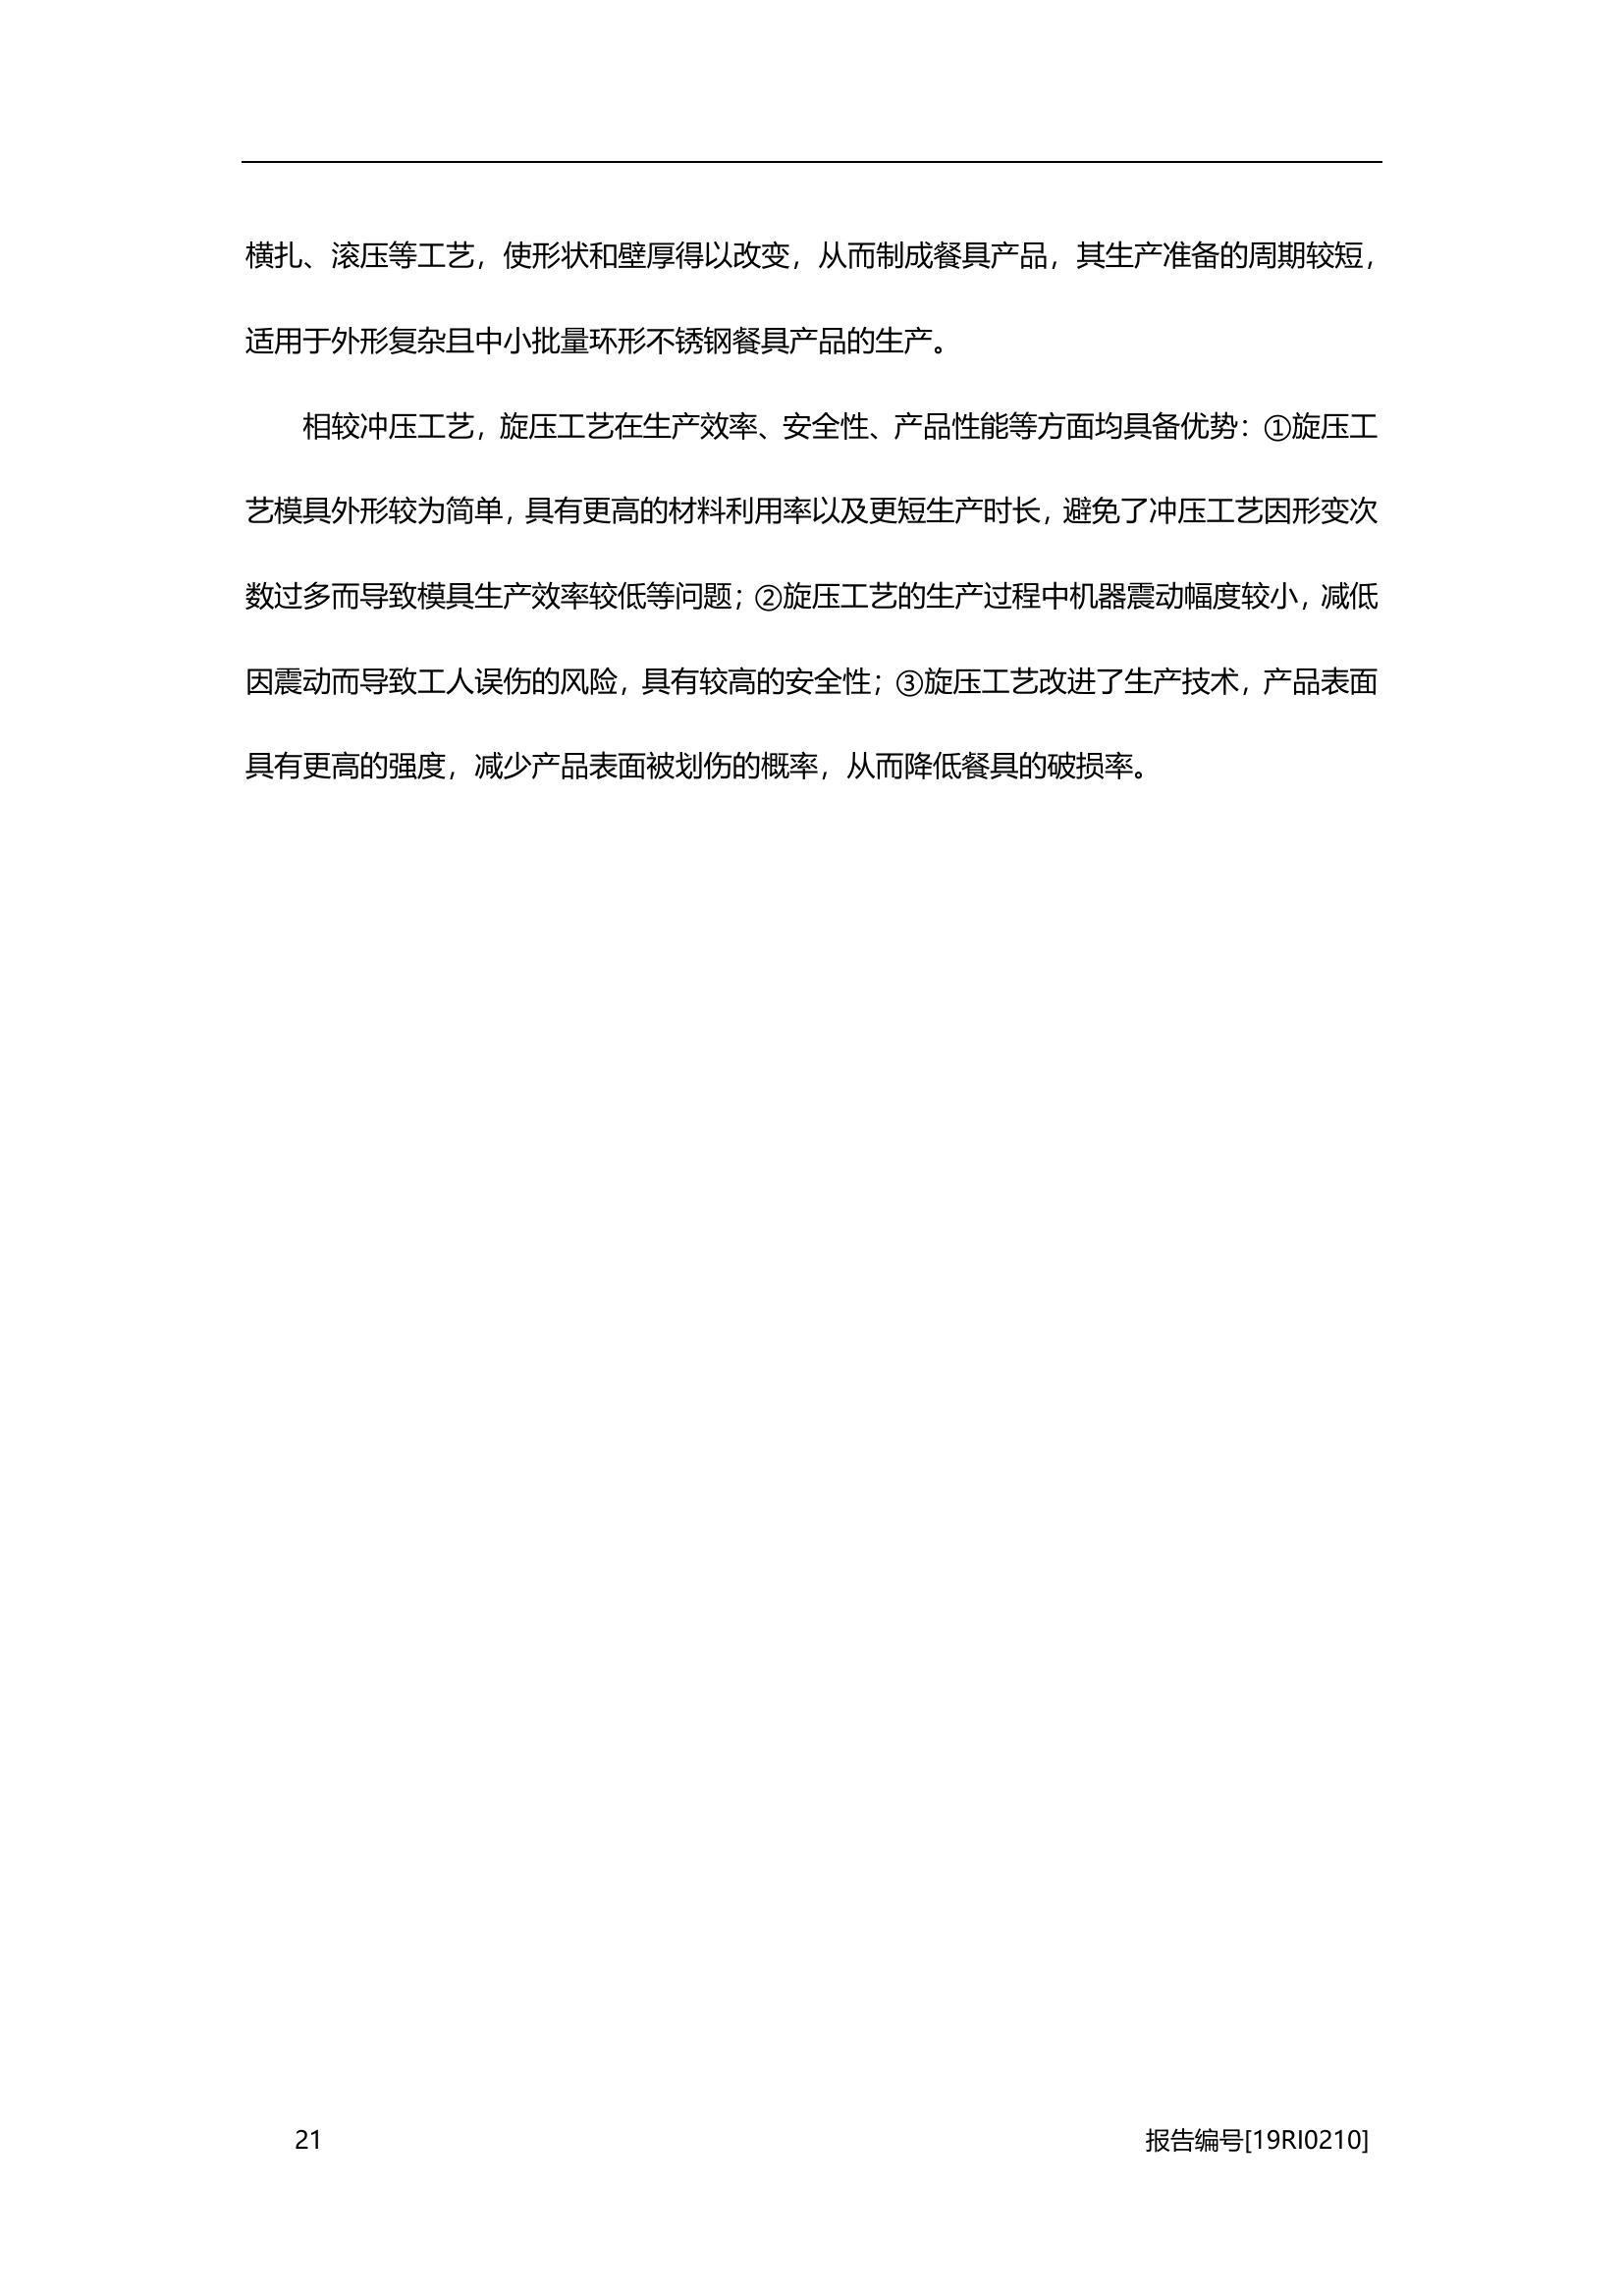 横扎、滚压等工艺，使形状和壁厚得以改变，从而制成餐具产品，其生产准备的周期较短，
适用于外形复杂且中小批量环形不锈钢餐具产品的生产。
相较冲压工艺，旋压工艺在生产效率、安全性、产品性能等方面均具备优势：①旋压工
艺模具外形较为简单，具有更高的材料利用率以及更短生产时长，避免了冲压工艺因形变次
数过多而导致模具生产效率较低等问题；②旋压工艺的生产过程中机器震动幅度较小，减低
因震动而导致工人误伤的风险，具有较高的安全性；③旋压工艺改进了生产技术，产品表面
具有更高的强度，减少产品表面被划伤的概率，从而降低餐具的破损率。
21 报告编号[19RI0210]